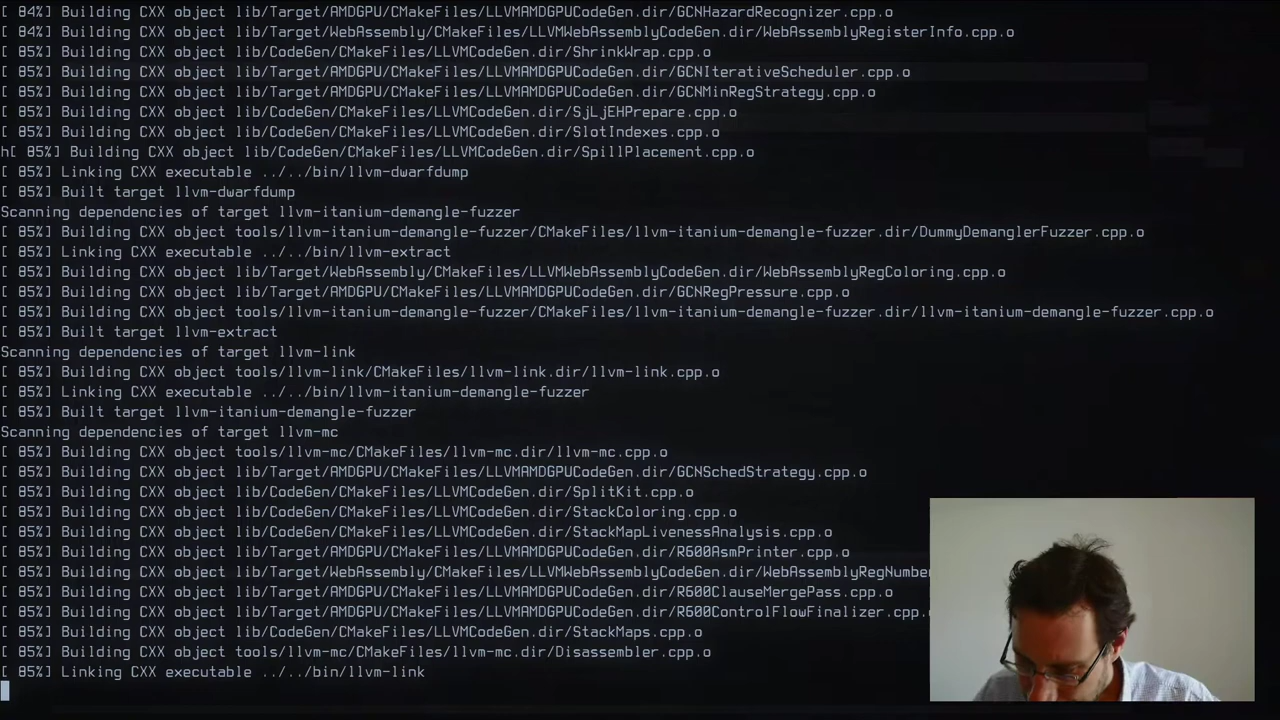 [ 84%] Building CXX object lib/Target/AMDGPU/CMakeFiles/LLVMAMDGPUCodeGen.dir/GCNHazardRecognizer.cpp.o
[ 84%] Building CXX object lib/Target/WebAssembly/CMakeFiles/LLVMWebAssemblyCodeGen.dir/WebAssemblyRegisterInfo.cpp.o
[ 85%] Building CXX object lib/CodeGen/CMakeFiles/LLVMCodeGen.dir/ShrinkWrap.cpp.o
[ 85%] Building CXX object lib/Target/AMDGPU/CMakeFiles/LLVMAMDGPUCodeGen.dir/GCNIterativeScheduler.cpp.o
[ 85%] Building CXX object lib/Target/AMDGPU/CMakeFiles/LLVMAMDGPUCodeGen.dir/GCNMinRegStrategy.cpp.o
[ 85%] Building CXX object lib/CodeGen/CMakeFiles/LLVMCodeGen.dir/SjLjEHPrepare.cpp.o
[ 85%] Building CXX object lib/CodeGen/CMakeFiles/LLVMCodeGen.dir/SlotIndexes.cpp.o
h[ 85%] Building CXX object lib/CodeGen/CMakeFiles/LLVMCodeGen.dir/SpillPlacement.cpp.o
[ 85%] Linking CXX executable ../../bin/llvm-dwarfdump
[ 85%] Built target llvm-dwarfdump
Scanning dependencies of target llvm-itanium-demangle-fuzzer
[ 85%] Building CXX object tools/llvm-itanium-demangle-fuzzer/CMakeFiles/llvm-itanium-demangle-fuzzer.dir/DummyDemanglerFuzzer.cpp.o
[ 85%] Linking CXX executable ../../bin/llvm-extract
[ 85%] Building CXX object lib/Target/WebAssembly/CMakeFiles/LLVMWebAssemblyCodeGen.dir/WebAssemblyRegColoring.cpp.o
[ 85%] Building CXX object lib/Target/AMDGPU/CMakeFiles/LLVMAMDGPUCodeGen.dir/GCNRegPressure.cpp.o
[ 85%] Building CXX object tools/llvm-itanium-demangle-fuzzer/CMakeFiles/llvm-itanium-demangle-fuzzer.dir/llvm-itanium-demangle-fuzzer.cpp.o
[ 85%] Built target llvm-extract
Scanning dependencies of target llvm-link
[ 85%] Building CXX object tools/llvm-link/CMakeFiles/llvm-link.dir/llvm-link.cpp.o
[ 85%] Linking CXX executable ../../bin/llvm-itanium-demangle-fuzzer
[ 85%] Built target llvm-itanium-demangle-fuzzer
Scanning dependencies of target llvm-mc
[ 85%] Building CXX object tools/llvm-mc/CMakeFiles/llvm-mc.dir/llvm-mc.cpp.o
[ 85%] Building CXX object lib/Target/AMDGPU/CMakeFiles/LLVMAMDGPUCodeGen.dir/GCNSchedStrategy.cpp.o
[ 85%] Building CXX object lib/CodeGen/CMakeFiles/LLVMCodeGen.dir/SplitKit.cpp.o
[ 85%] Building CXX object lib/CodeGen/CMakeFiles/LLVMCodeGen.dir/StackColoring.cpp.o
[ 85%] Building CXX object lib/CodeGen/CMakeFiles/LLVMCodeGen.dir/StackMapLivenessAnalysis.cpp.o
[ 85%] Building CXX object lib/Target/AMDGPU/CMakeFiles/LLVMAMDGPUCodeGen.dir/R600AsmPrinter.cpp.o
[ 85%] Building CXX object lib/Target/WebAssembly/CMakeFiles/LLVMWebAssemblyCodeGen.dir/WebAssemblyRegNumbe
[ 85%] Building CXX object lib/Target/AMDGPU/CMakeFiles/LLVMAMDGPUCodeGen.dir/R600ClauseMergePass.cpp.o
[ 85%] Building CXX object lib/Target/AMDGPU/CMakeFiles/LLVMAMDGPUCodeGen.dir/R600ControlFlowFinalizer.cpp.
[ 85%] Building CXX object lib/CodeGen/CMakeFiles/LLVMCodeGen.dir/StackMaps.cpp.o
[ 85%] Building CXX object tools/llvm-mc/CMakeFiles/llvm-mc.dir/Disassembler.cpp.o
[ 85%] Linking CXX executable ../../bin/llvm-link